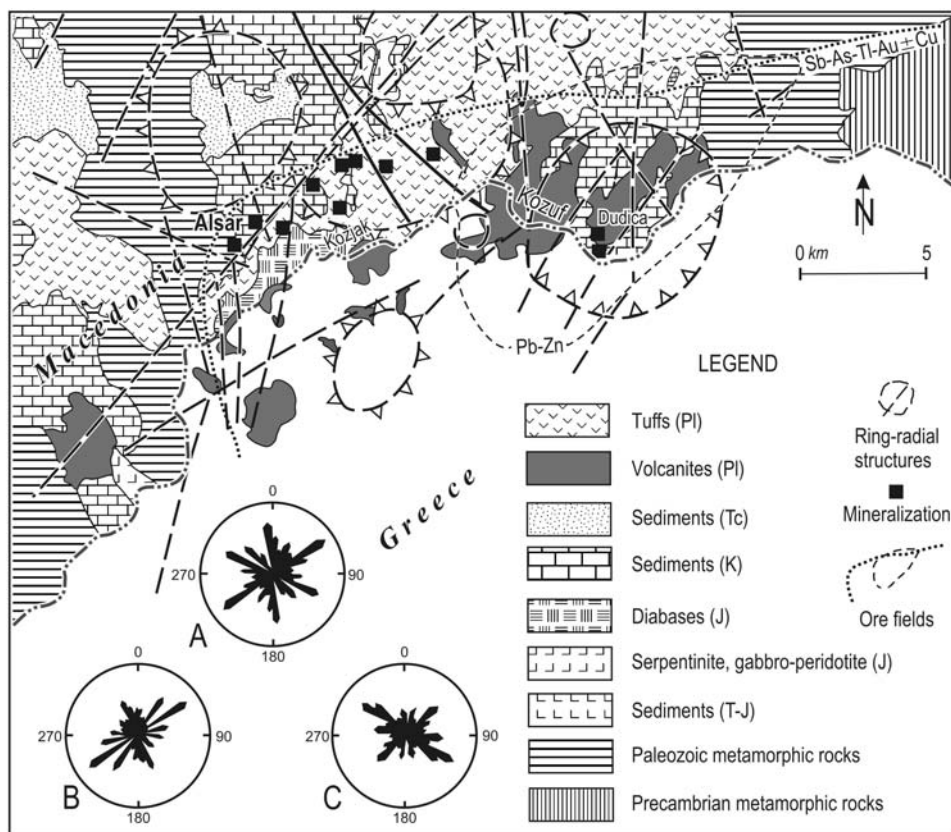 Sb-As-Tl-Au ± Cu
Alsar
Kozjak
Kozuf
Dudica
N
0 km 5
Macedonia
Pb-Zn
Greece
LEGEND
Tuffs (Pl)
Volcanites (Pl)
Sediments (Tc)
Sediments (K)
Diabases (J)
Serpentinite, gabbro-peridotite (J)
Sediments (T-J)
Paleozoic metamorphic rocks
Precambrian metamorphic rocks
Ring-radial
structures
Mineralization
Ore fields
0
270 90
A
180
0
270 90
B
180
0
270 90
C
180